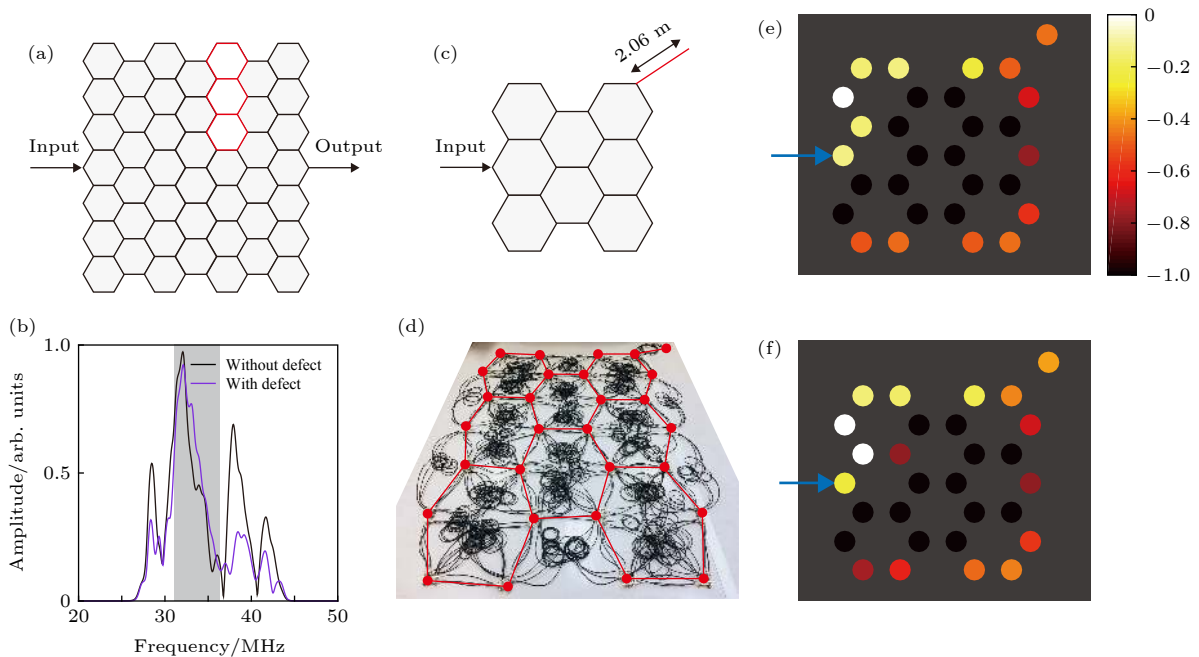 (a)
Input
Output
(b)
Amplitude/arb. units
1.0
0.5
0
Without defect
With defect
20
30
40
50
Frequency/MHz
(c)
2.06 m
Input
(d)
(e)
0
−0.2
−0.4
−0.6
−0.8
−1.0
(f)